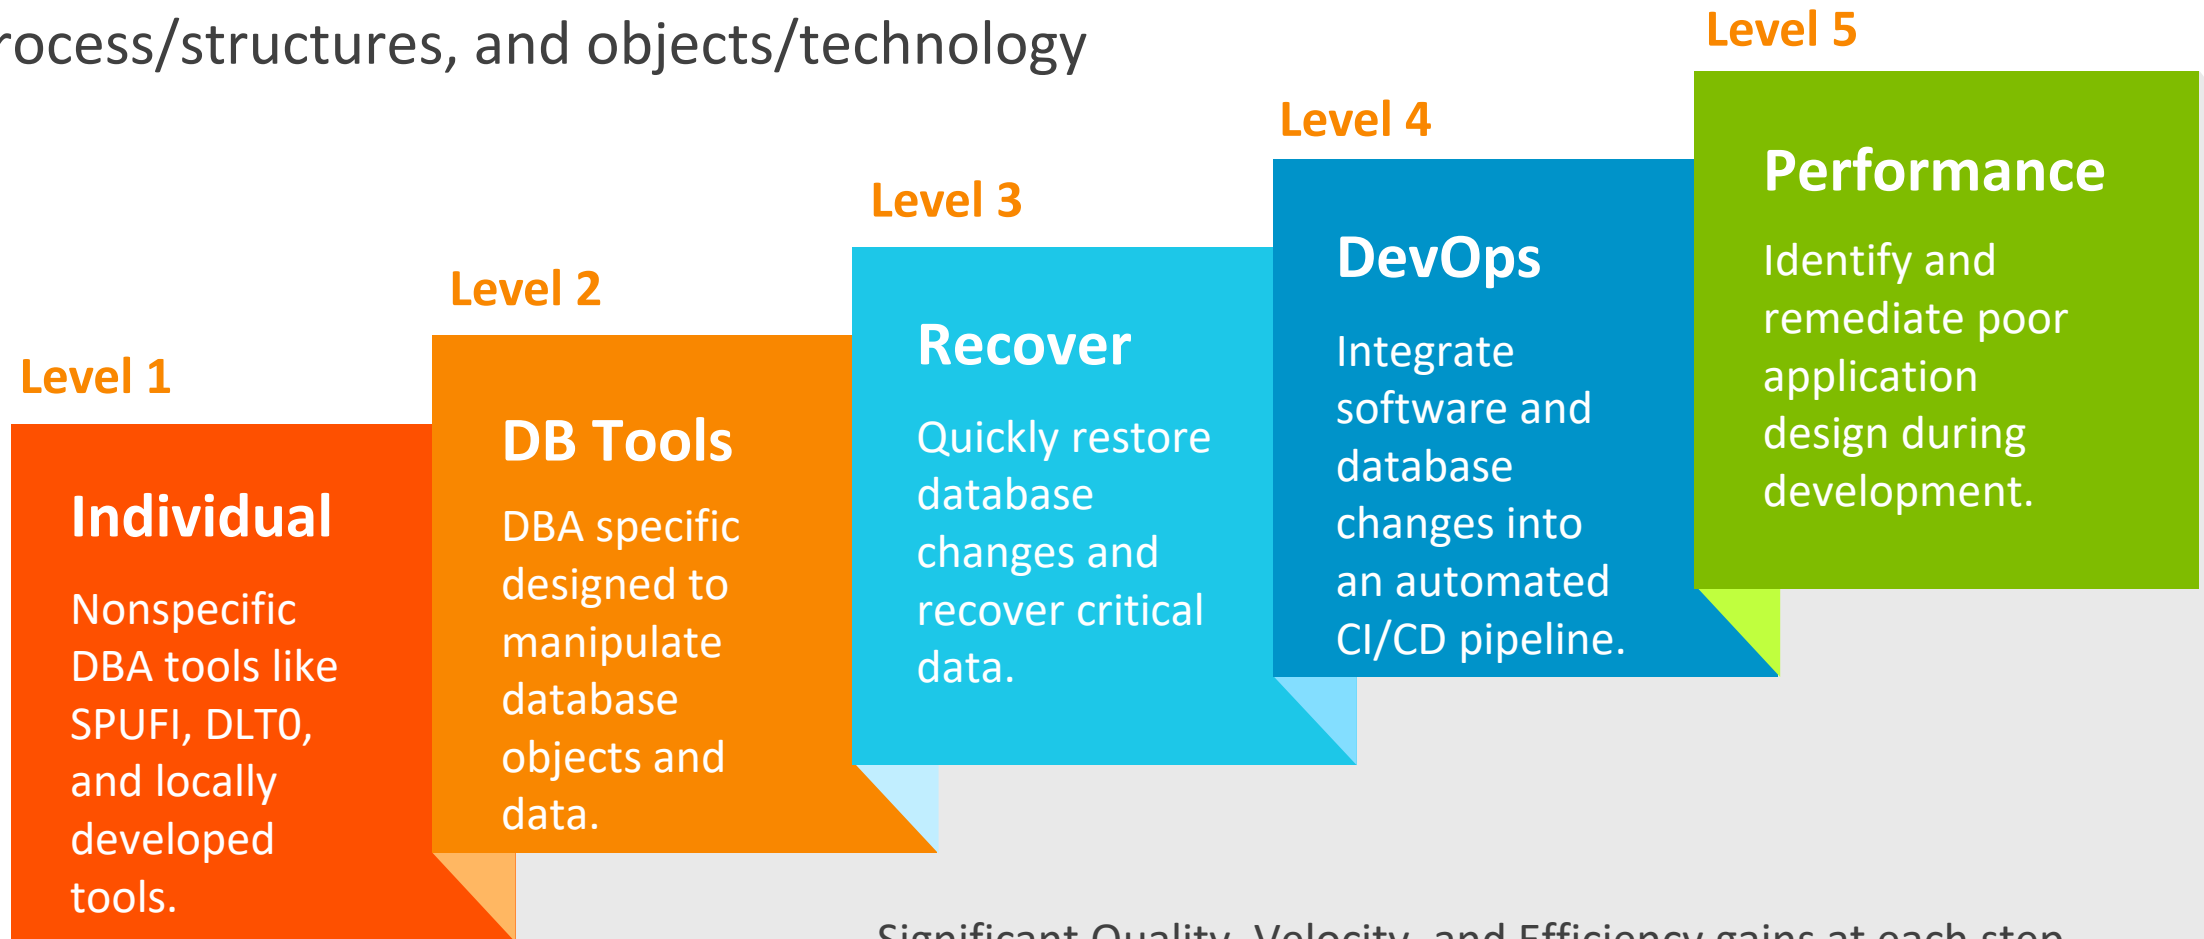 rocess/structures, and objects/technology
Level 1
Individual
Nonspecific
DBA tools like
SPUFI, DLT0,
and locally
developed
tools.
Level 2
DB Tools
DBA specific
designed to
manipulate
database
objects and
data.
Level 3
Recover
Quickly restore
database
changes and
recover critical
data.
Level 4
DevOps
Integrate
software and
database
changes into
an automated
CI/CD pipeline.
Level 5
Performance
Identify and
remediate poor
application
design during
development.
Significant Quality, Velocity, and Efficiency gains at each step